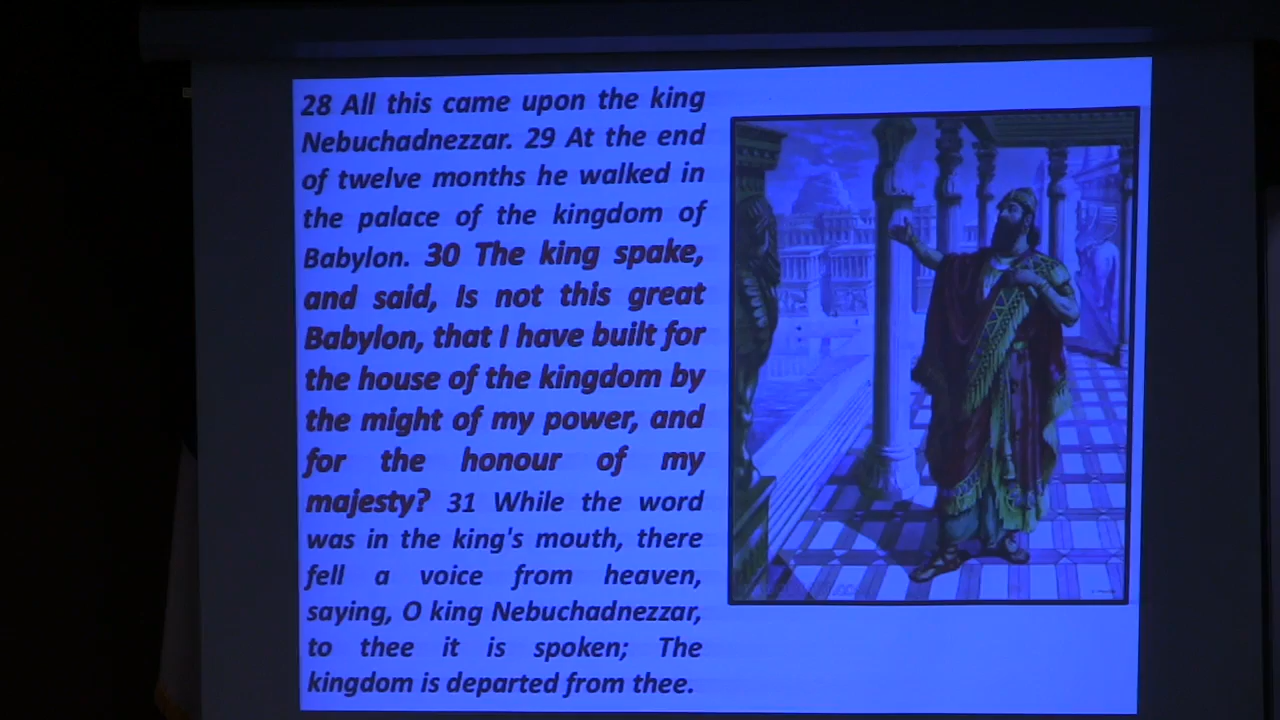 28 All this came upon the king
Nebuchadnezzar. 29 At the end
of twelve months he walked in
the palace of the kingdom of
Babylon. 30 The king spake,
and said, Is not this great
Babylon, that I have built for
the house of the kingdom by
the might of my power, and
for the honour of my
majesty? 31 While the word
was in the king's mouth, there
fell a voice from heaven,
saying, O king Nebuchadnezzar,
to thee it is spoken; The
kingdom is departed from thee.